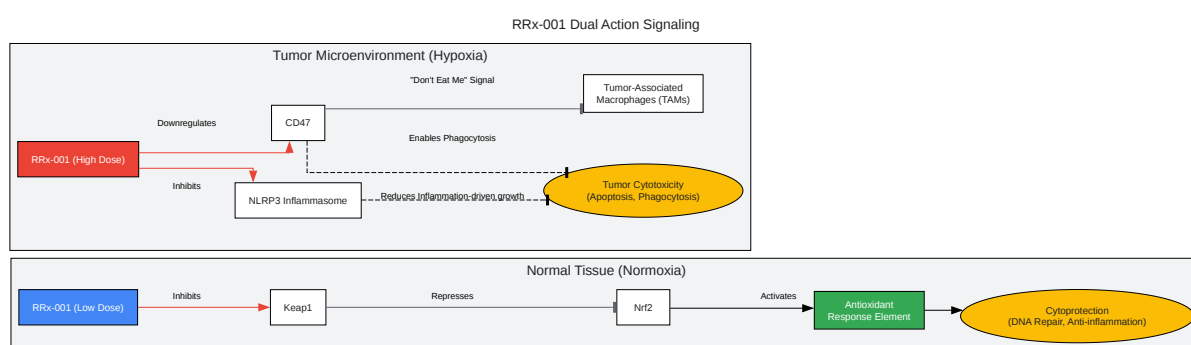 RRx-001 Dual Action Signaling
Tumor Microenvironment (Hypoxia)
"Don't Eat Me" Signal
Tumor-Associated
Macrophages (TAMs)
Downregulates
CD47
Enables Phagocytosis
RRx-001 (High Dose)
Inhibits
NLRP3 Inflammasome
Reduces Inflammation-driven growth
Tumor Cytotoxicity
(Apoptosis, Phagocytosis)
Normal Tissue (Normoxia)
RRx-001 (Low Dose)
Inhibits
Keap1
Represses
Nrf2
Activates
Antioxidant
Response Element
Cytoprotection
(DNA Repair, Anti-inflammation)